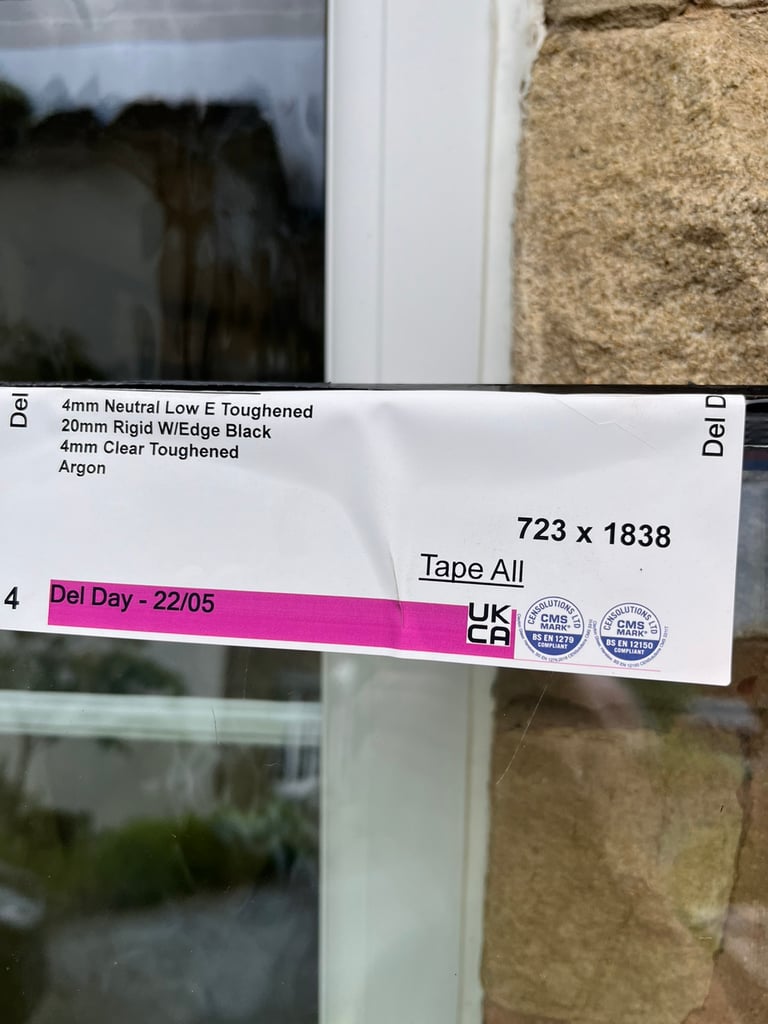 Del
4mm Neutral Low E Toughened
20mm Rigid W/Edge Black
4mm Clear Toughened
Argon
Del D
723 x 1838
Tape All
4
Del Day - 22/05
UK
CA
CENSOLUTIONS LTD
CMS
MARK®
BS EN 1279
COMPLIANT
CENSOLUTIONS LTD
CMS
MARK®
BS EN 12150
COMPLIANT